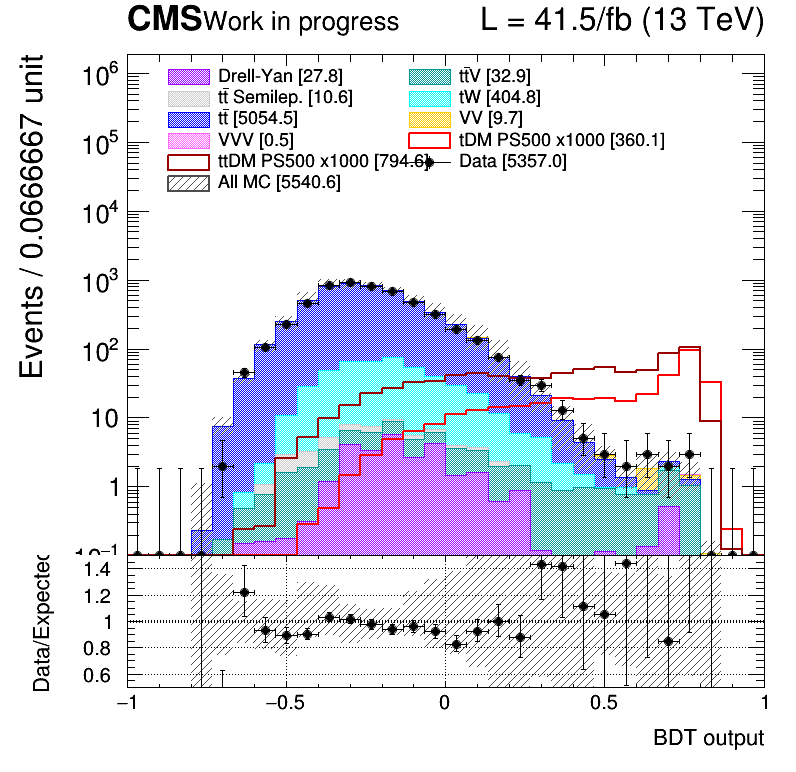 CMS Work in progress L = 41.5/fb (13 TeV)
Events / 0.0666667 unit
10⁶
10⁵
10⁴
10³
10²
10
1
10⁻¹
Drell-Yan [27.8]
tt̄V [32.9]
tt̄ Semilep. [10.6]
tW [404.8]
tt̄ [5054.5]
VV [9.7]
VVV [0.5]
tDM PS500 x1000 [360.1]
ttDM PS500 x1000 [794.6]
Data [5357.0]
All MC [5540.6]
Data/Expected
1.4
1.2
1
0.8
0.6
−1 −0.5 0 0.5 1
BDT output